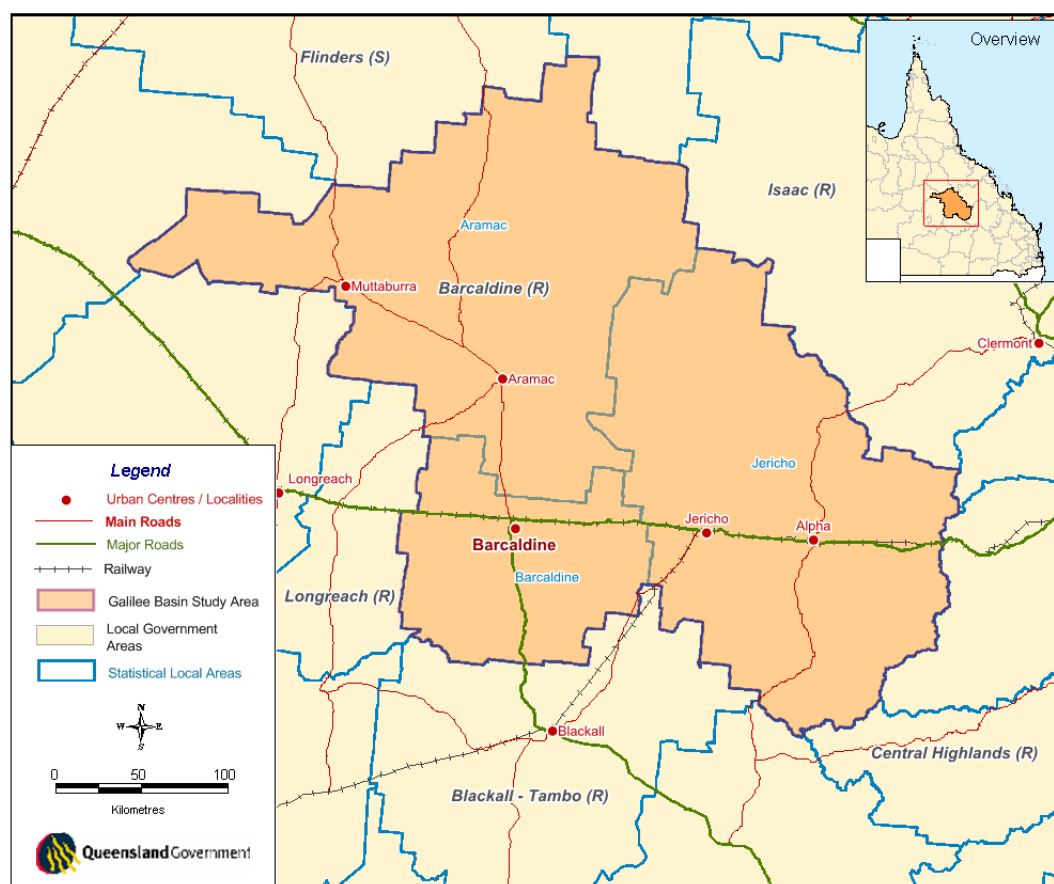 Flinders (S)
Overview
Isaac (R)
Aramac
Muttaburra
Barcaldine (R)
Clermont
Aramac
Jericho
Longreach
Jericho
Alpha
Barcaldine
Barcaldine
Longreach (R)
Blackall
Central Highlands (R)
Blackall - Tambo (R)
Legend
Urban Centres / Localities
Main Roads
Major Roads
Railway
Galilee Basin Study Area
Local Government
Areas
Statistical Local Areas
N
W E
S
0 50 100
Kilometres
Queensland Government